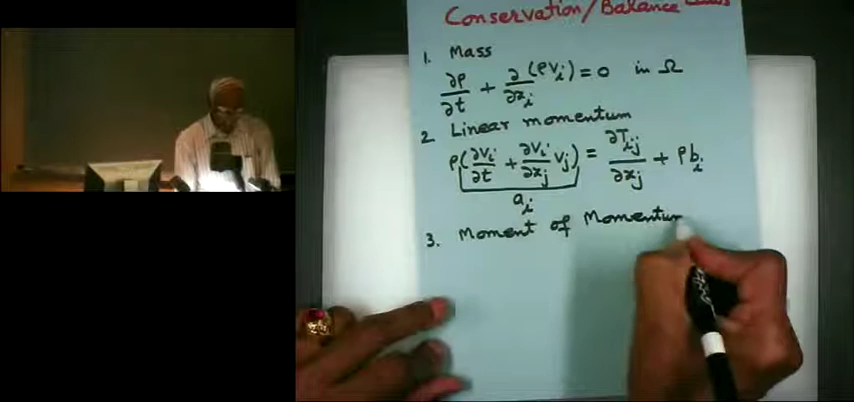 Conservation/Balance Laws
1. Mass
∂ρ/∂t + ∂/∂xᵢ (ρvᵢ) = 0 in Ω
2 Linear momentum
ρ(∂vᵢ/∂t + ∂vᵢ/∂xⱼ vⱼ) = ∂Tᵢⱼ/∂xⱼ + ρbᵢ
aᵢ
3. Moment of Momentum